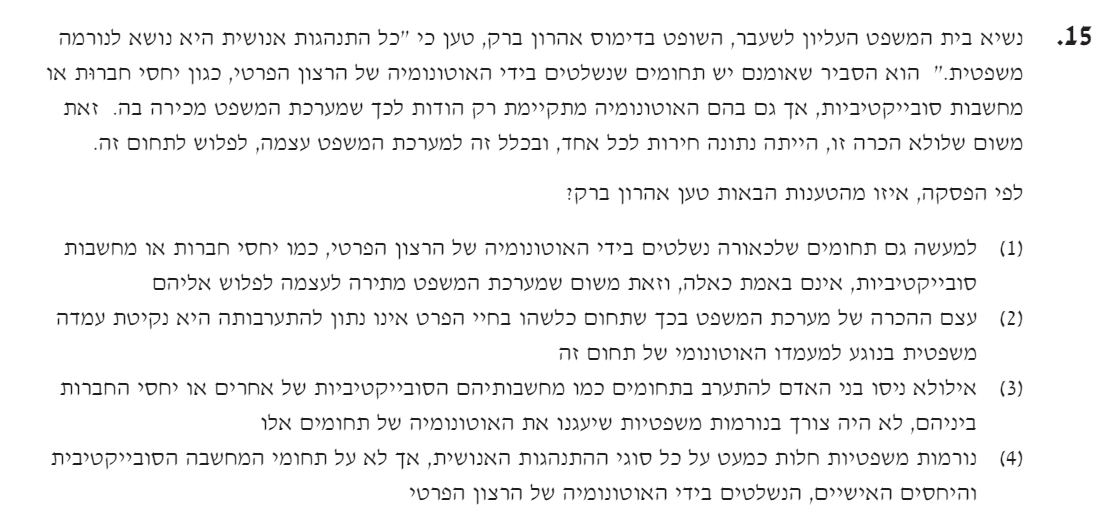 15. נשיא בית המשפט העליון לשעבר, השופט בדימוס אהרון ברק, טען כי "כל התנהגות אנושית היא נושא לנורמה
משפטית." הוא הסביר שאומנם יש תחומים שנשלטים בידי האוטונומיה של הרצון הפרטי, כגון יחסי חברוּת או
מחשבות סובייקטיביות, אך גם בהם האוטונומיה מתקיימת רק הודות לכך שמערכת המשפט מכירה בה. זאת
משום שלולא הכרה זו, הייתה נתונה חירות לכל אחד, ובכלל זה למערכת המשפט עצמה, לפלוש לתחום זה.
לפי הפסקה, איזו מהטענות הבאות טען אהרון ברק?
(1) למעשה גם תחומים שלכאורה נשלטים בידי האוטונומיה של הרצון הפרטי, כמו יחסי חברות או מחשבות
סובייקטיביות, אינם באמת כאלה, וזאת משום שמערכת המשפט מתירה לעצמה לפלוש אליהם
(2) עצם ההכרה של מערכת המשפט בכך שתחום כלשהו בחיי הפרט אינו נתון להתערבותה היא נקיטת עמדה
משפטית בנוגע למעמדו האוטונומי של תחום זה
(3) אילולא ניסו בני האדם להתערב בתחומים כמו מחשבותיהם הסובייקטיביות של אחרים או יחסי החברות
ביניהם, לא היה צורך בנורמות משפטיות שיעגנו את האוטונומיה של תחומים אלו
(4) נורמות משפטיות חלות כמעט על כל סוגי ההתנהגות האנושית, אך לא על תחומי המחשבה הסובייקטיבית
והיחסים האישיים, הנשלטים בידי האוטונומיה של הרצון הפרטי